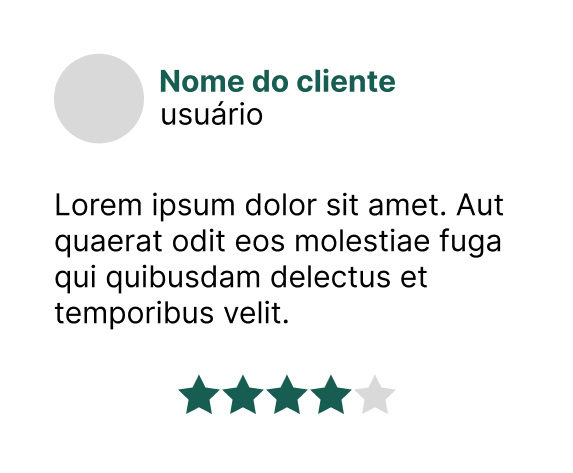 Nome do cliente
usuário
Lorem ipsum dolor sit amet. Aut
quaerat odit eos molestiae fuga
qui quibusdam delectus et
temporibus velit.